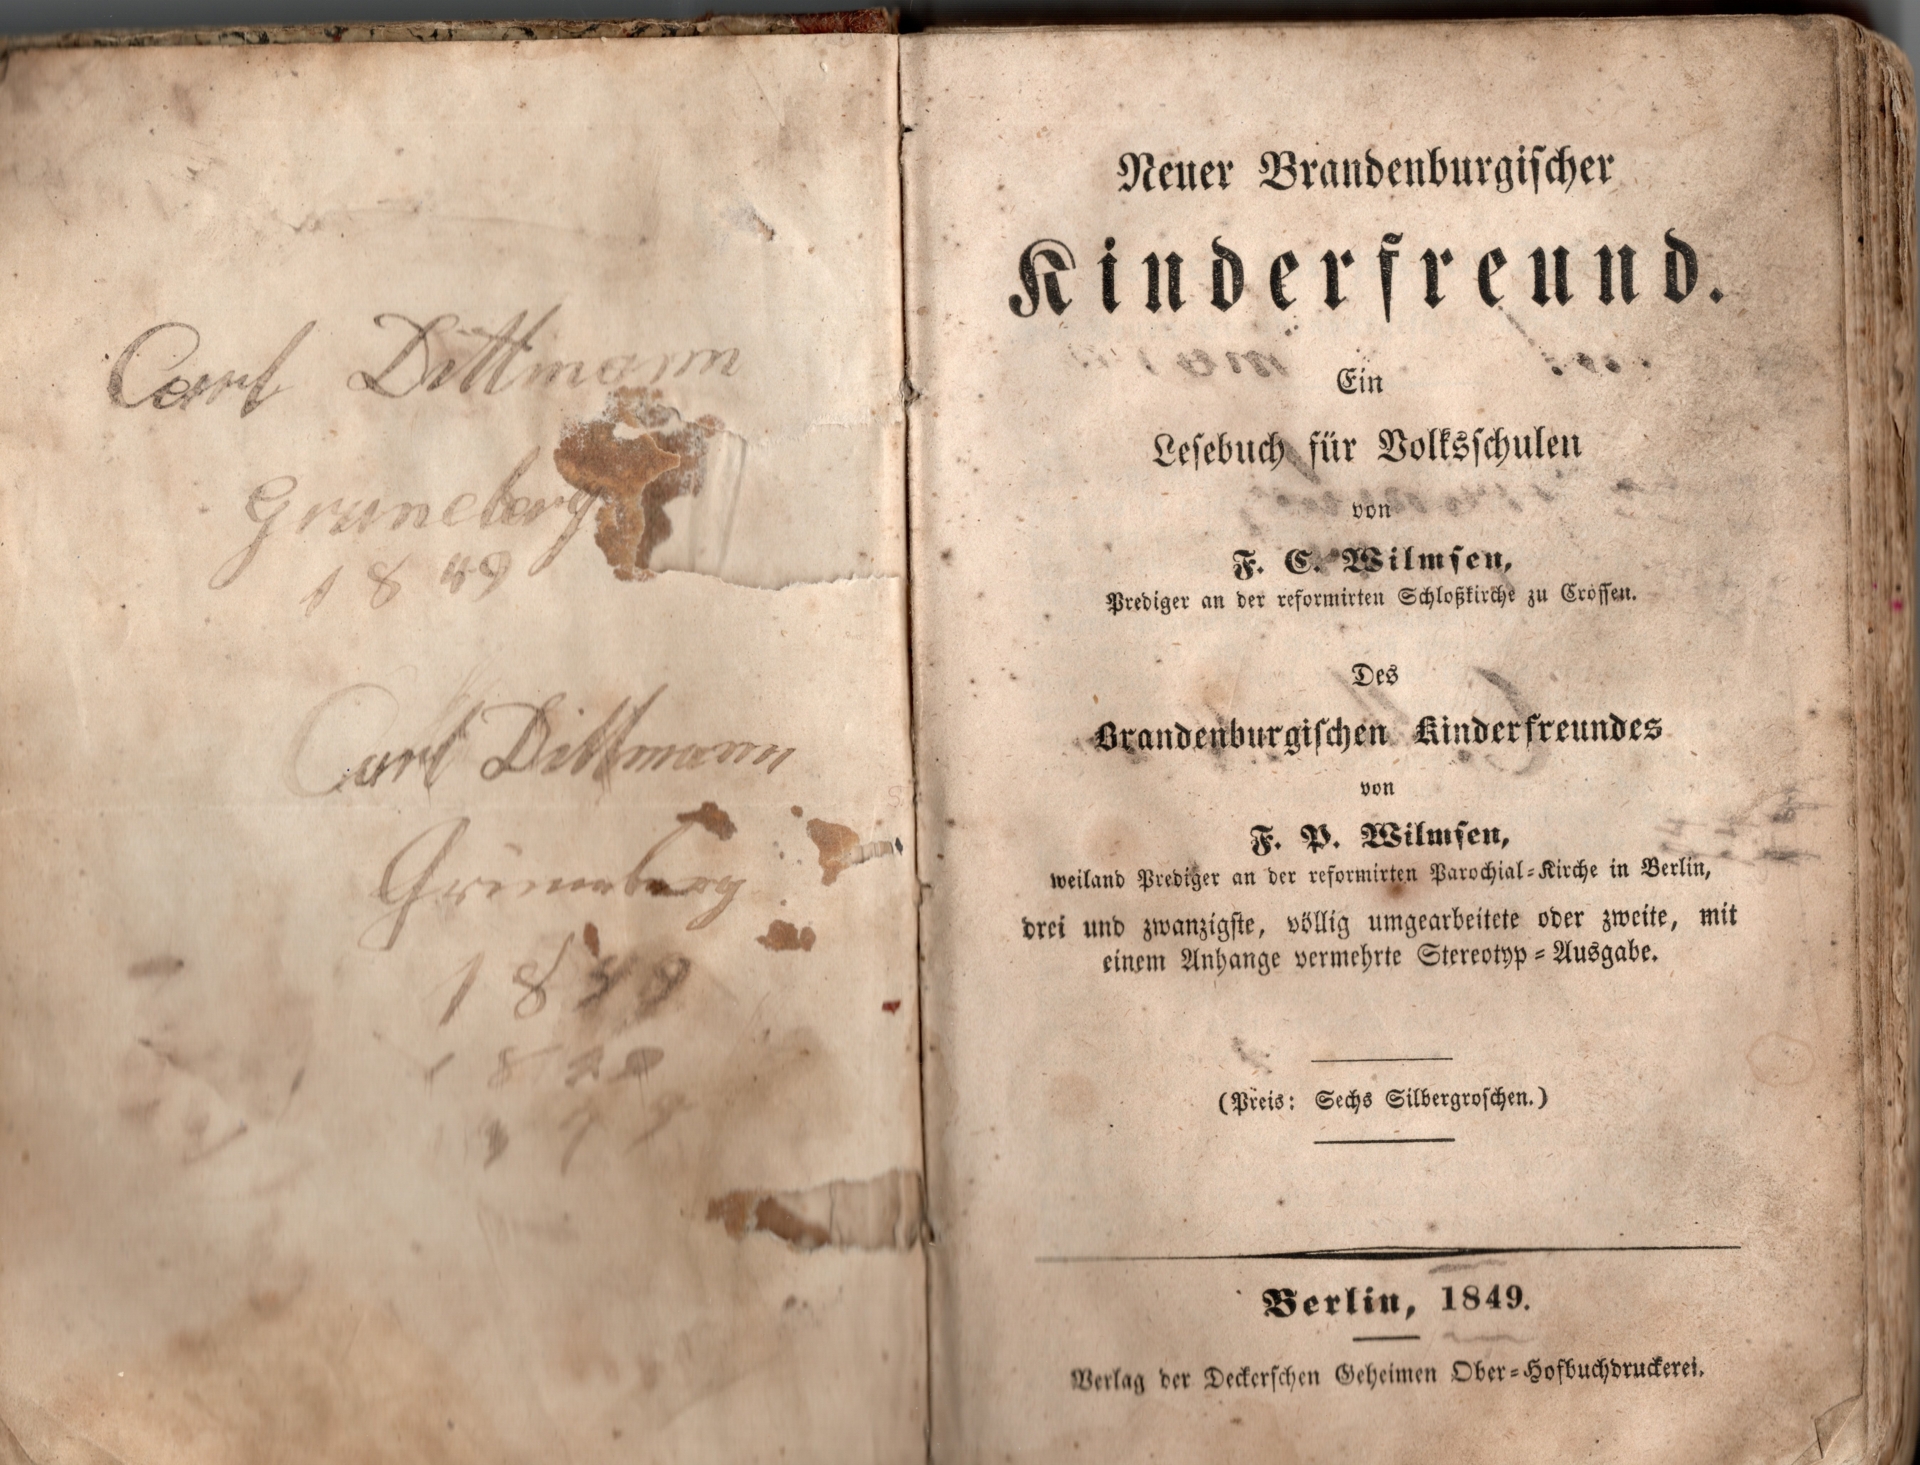 Carl Dittmann
Gruneberg
1849
Carl Dittmann
Grüneberg
18
Neuer Brandenburgischer
Kinderfreund.
Ein
Lesebuch für Volksschulen
von
F. E. Wilmsen,
Prediger an der reformirten Schloßkirche zu Crossen.
Des
Brandenburgischen Kinderfreundes
von
F. P. Wilmsen,
weiland Prediger an der reformirten Parochial-Kirche in Berlin,
drei und zwanzigste, völlig umgearbeitete oder zweite, mit
einem Anhange vermehrte Stereotyp-Ausgabe.
(Preis: Sechs Silbergroschen.)
Berlin, 1849.
Verlag der Deckerschen Geheimen Ober-Hofbuchdruckerei.